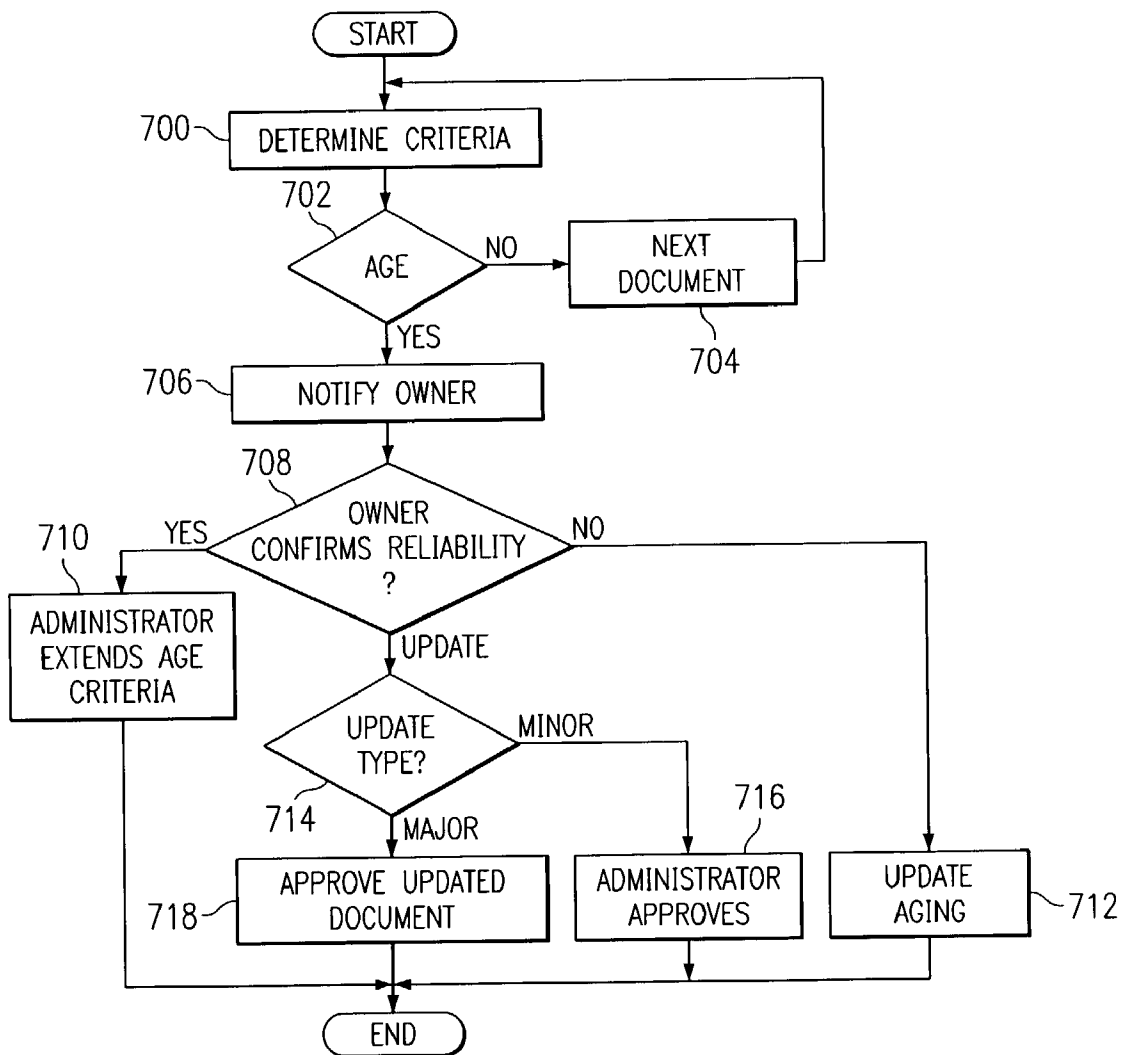 START
700
DETERMINE CRITERIA
702
AGE
NO
NEXT
DOCUMENT
704
YES
706
NOTIFY OWNER
708
OWNER
CONFIRMS RELIABILITY
?
YES
NO
710
ADMINISTRATOR
EXTENDS AGE
CRITERIA
UPDATE
UPDATE
TYPE?
MINOR
714
MAJOR
716
718
APPROVE UPDATED
DOCUMENT
ADMINISTRATOR
APPROVES
UPDATE
AGING
712
END